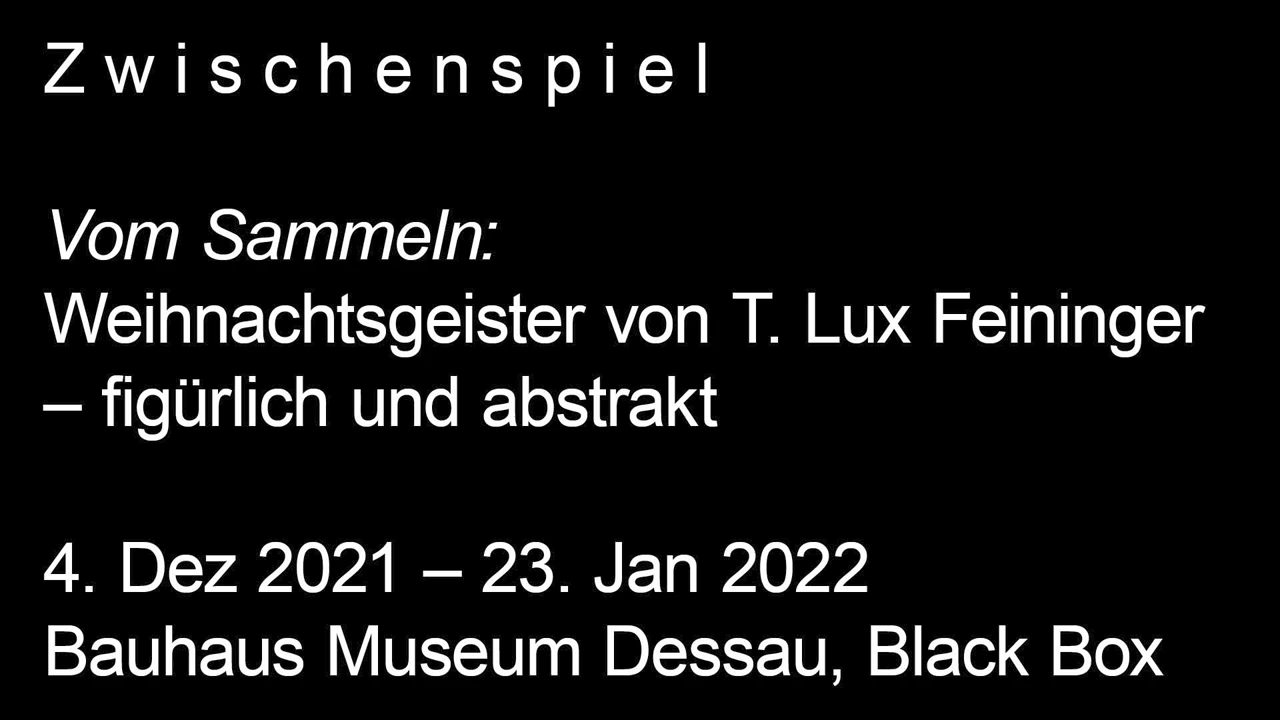 Zwischenspiel
Vom Sammeln:
Weihnachtsgeister von T. Lux Feininger
– figürlich und abstrakt
4. Dez 2021 – 23. Jan 2022
Bauhaus Museum Dessau, Black Box